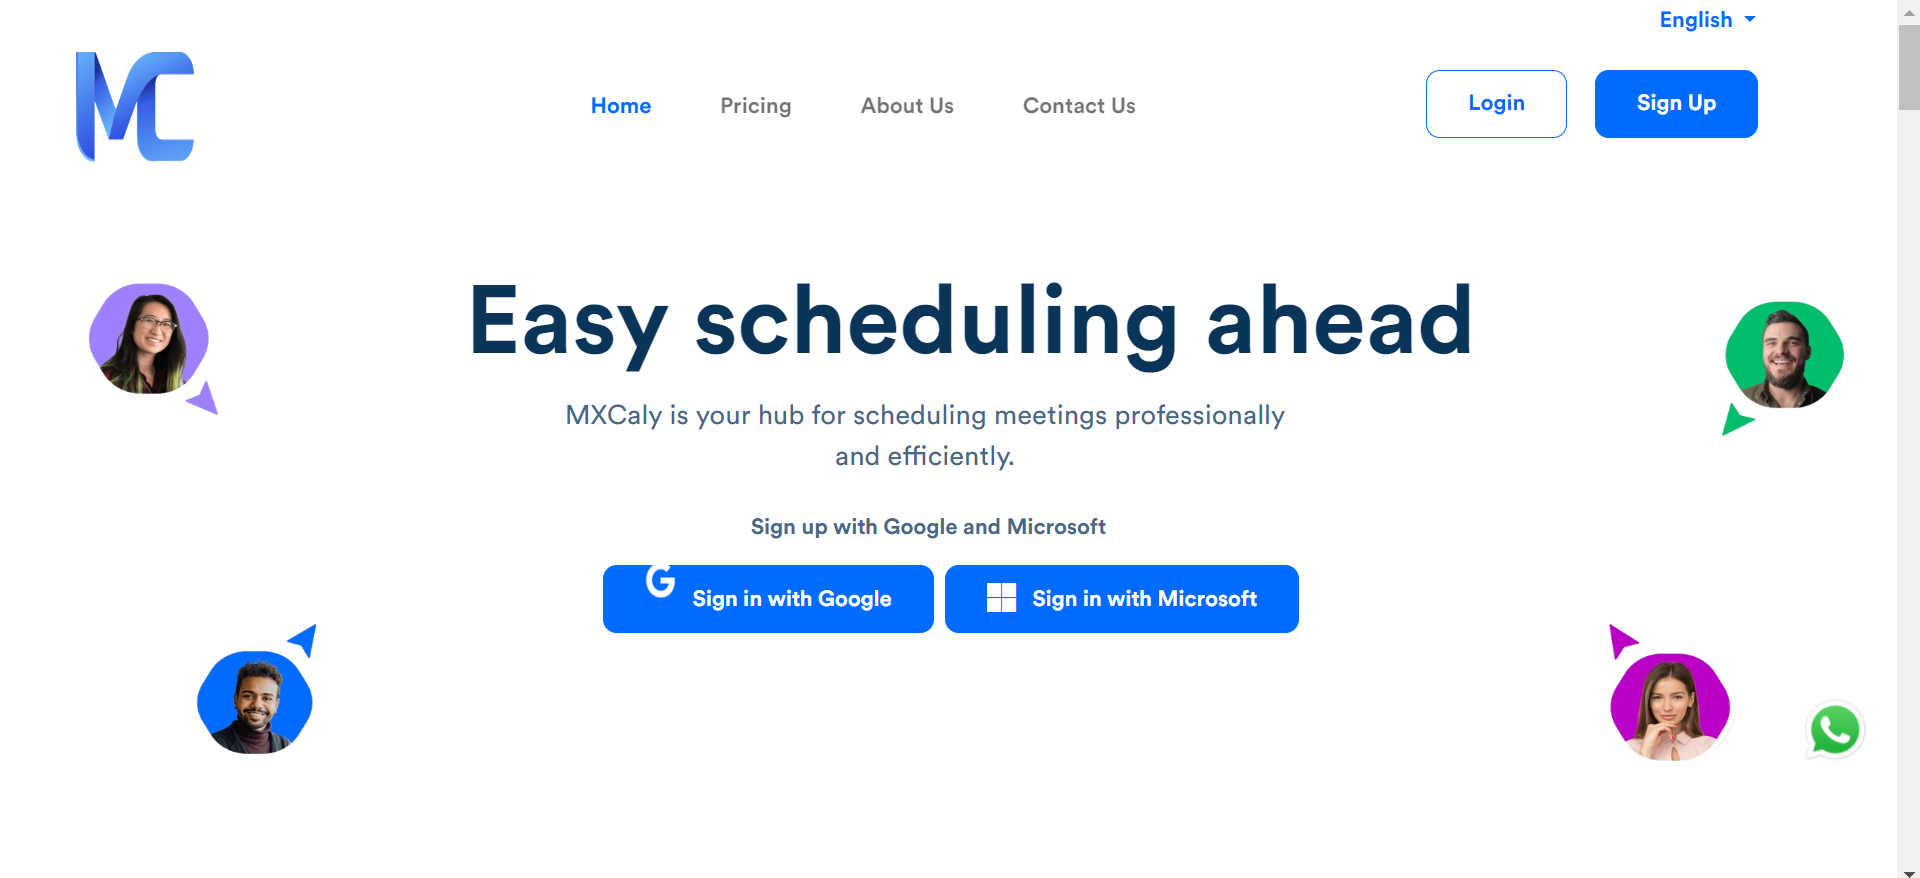 English
MC
Home
Pricing
About Us
Contact Us
Login
Sign Up
Easy scheduling ahead
MXCaly is your hub for scheduling meetings professionally
and efficiently.
Sign up with Google and Microsoft
G Sign in with Google
Sign in with Microsoft